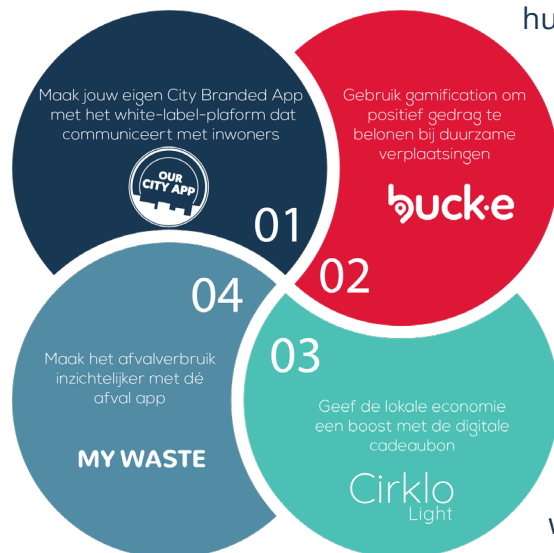 hu
Maak jouw eigen City Branded App
met het white-label-plaform dat
communiceert met inwoners
OUR
CITY APP
01
Gebruik gamification om
positief gedrag te
belonen bij duurzame
verplaatsingen
buck·e
02
04
Maak het afvalverbruik
inzichtelijker met dé
afval app
MY WASTE
03
Geef de lokale economie
een boost met de digitale
cadeaubon
Cirklo
Light